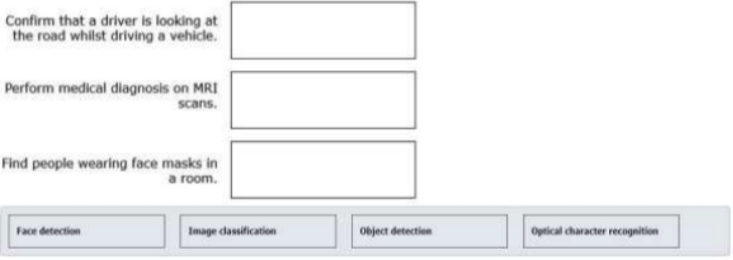 Confirm that a driver is looking at
the road whilst driving a vehicle.
Perform medical diagnosis on MRI
scans.
Find people wearing face masks in
a room.
Face detection
Image classification
Object detection
Optical character recognition